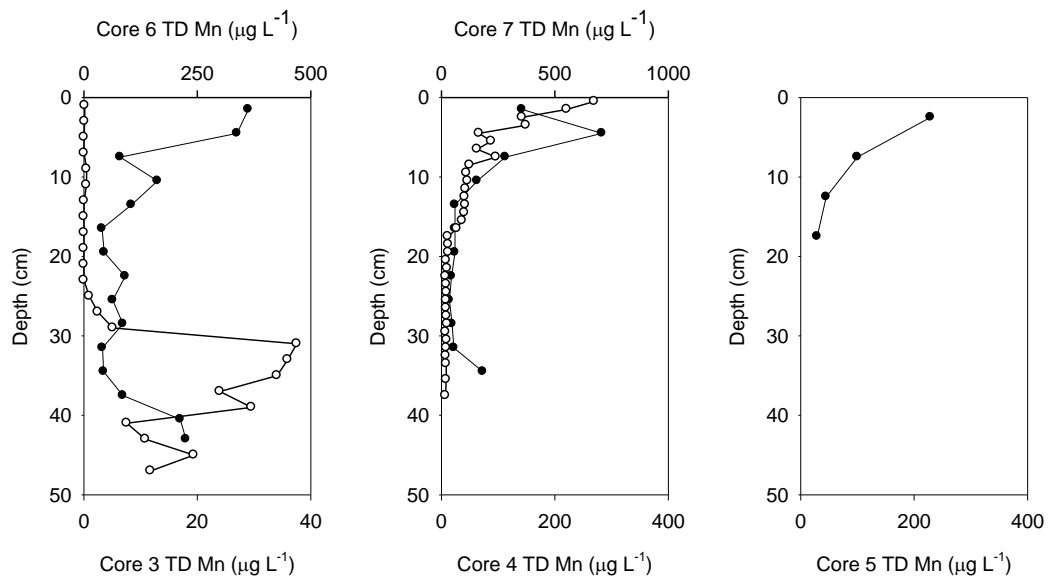 Core 6 TD Mn (μg L-1)
0 250 500
Core 7 TD Mn (μg L-1)
0 500 1000
Depth (cm)
0
10
20
30
40
50
0 20 40
Core 3 TD Mn (μg L-1)
Depth (cm)
0
10
20
30
40
50
0 200 400
Core 4 TD Mn (μg L-1)
Depth (cm)
0
10
20
30
40
50
0 200 400
Core 5 TD Mn (μg L-1)